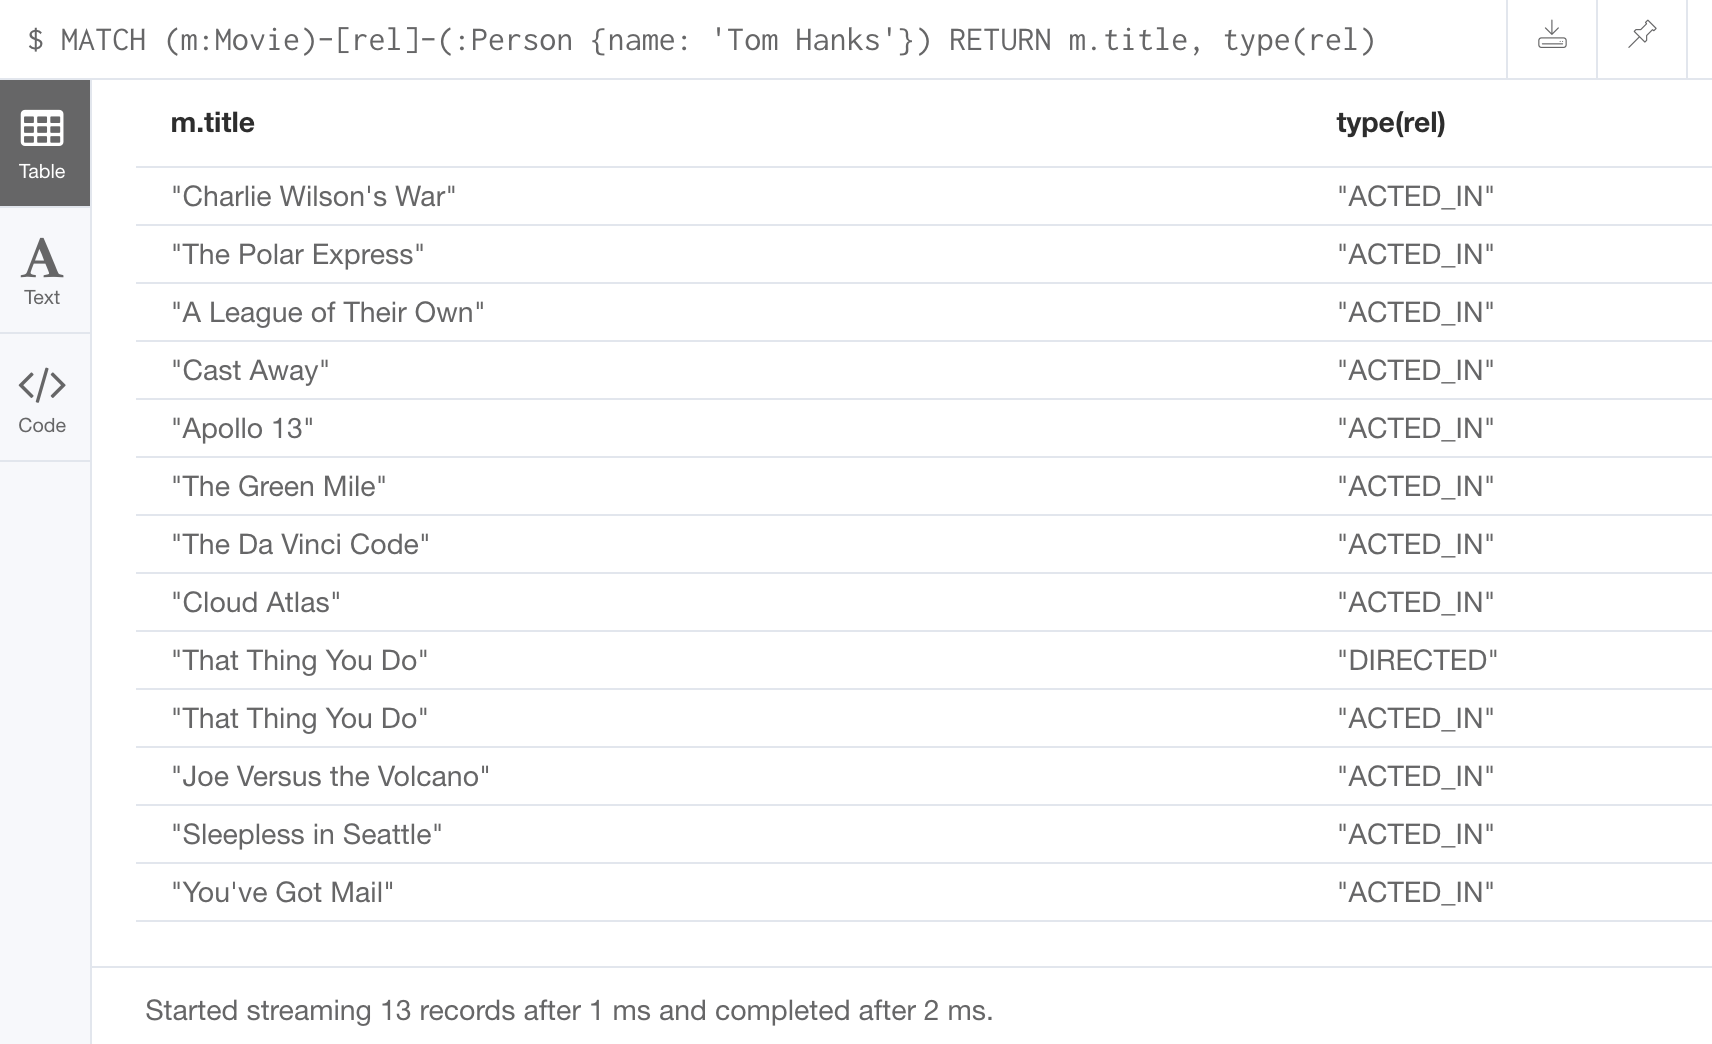 $ MATCH (m:Movie)-[rel]-(:Person {name: 'Tom Hanks'}) RETURN m.title, type(rel)
Table
Text
Code
m.title type(rel)
"Charlie Wilson's War" "ACTED_IN"
"The Polar Express" "ACTED_IN"
"A League of Their Own" "ACTED_IN"
"Cast Away" "ACTED_IN"
"Apollo 13" "ACTED_IN"
"The Green Mile" "ACTED_IN"
"The Da Vinci Code" "ACTED_IN"
"Cloud Atlas" "ACTED_IN"
"That Thing You Do" "DIRECTED"
"That Thing You Do" "ACTED_IN"
"Joe Versus the Volcano" "ACTED_IN"
"Sleepless in Seattle" "ACTED_IN"
"You've Got Mail" "ACTED_IN"
Started streaming 13 records after 1 ms and completed after 2 ms.